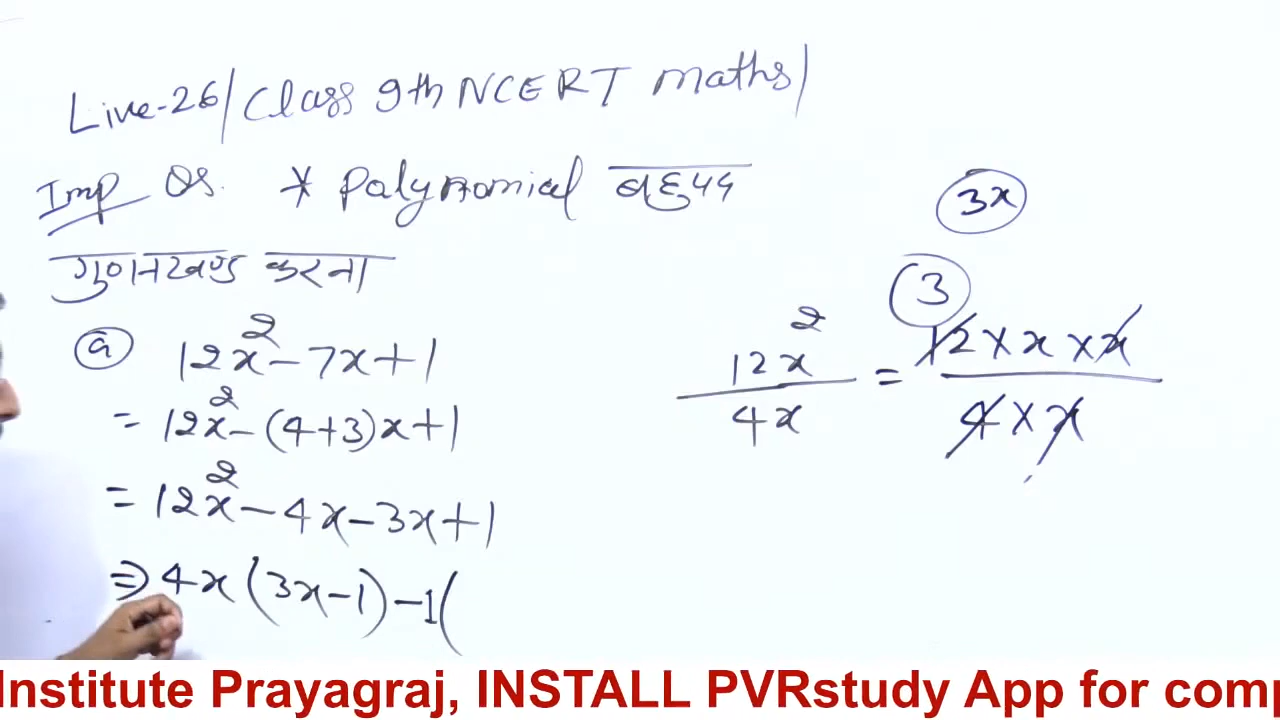 Live-26/Class 9th NCERT maths/
Imp Qs. * Polynomial बहुपद
गुणनखण्ड करना
(a) 12x² - 7x + 1
= 12x² - (4+3)x + 1
= 12x² - 4x - 3x + 1
⇒ 4x(3x-1) - 1(
3x
3
12x² / 4x = 12 × x × x / 4 × x
Institute Prayagraj, INSTALL PVRstudy App for comp